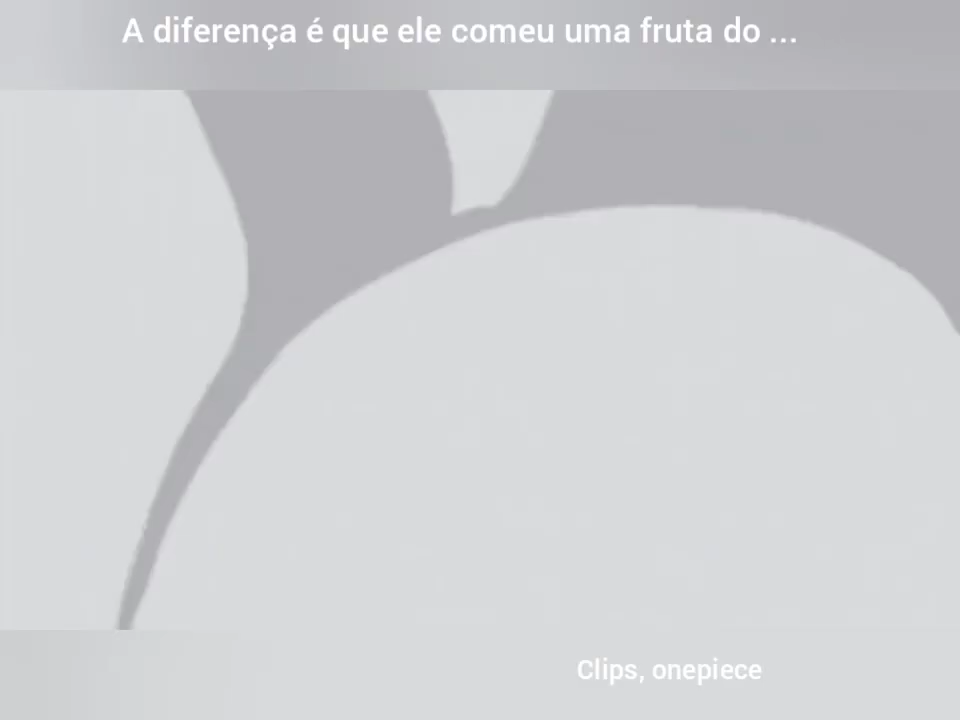 A diferença é que ele comeu uma fruta do ...
Clips, onepiece